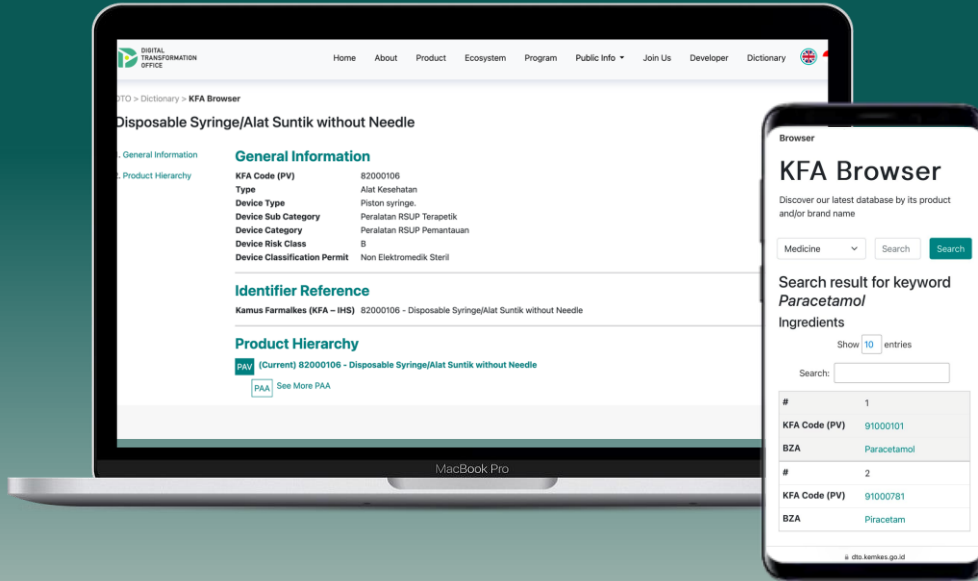 DIGITAL
TRANSFORMATION
OFFICE
Home About Product Ecosystem Program Public Info Join Us Developer Dictionary
DTO > Dictionary > KFA Browser
Disposable Syringe/Alat Suntik without Needle
1. General Information
2. Product Hierarchy
General Information
KFA Code (PV) 82000106
Type Alat Kesehatan
Device Type Piston syringe.
Device Sub Category Peralatan RSUP Terapetik
Device Category Peralatan RSUP Pemantauan
Device Risk Class B
Device Classification Permit Non Elektromedik Steril
Identifier Reference
Kamus Farmalkes (KFA – IHS) 82000106 - Disposable Syringe/Alat Suntik without Needle
Product Hierarchy
PAV (Current) 82000106 - Disposable Syringe/Alat Suntik without Needle
PAA See More PAA
MacBook Pro
Browser
KFA Browser
Discover our latest database by its product
and/or brand name
Medicine Search Search
Search result for keyword
Paracetamol
Ingredients
Show 10 entries
Search:
# 1
KFA Code (PV) 91000101
BZA Paracetamol
# 2
KFA Code (PV) 91000781
BZA Piracetam
dto.kemkes.go.id